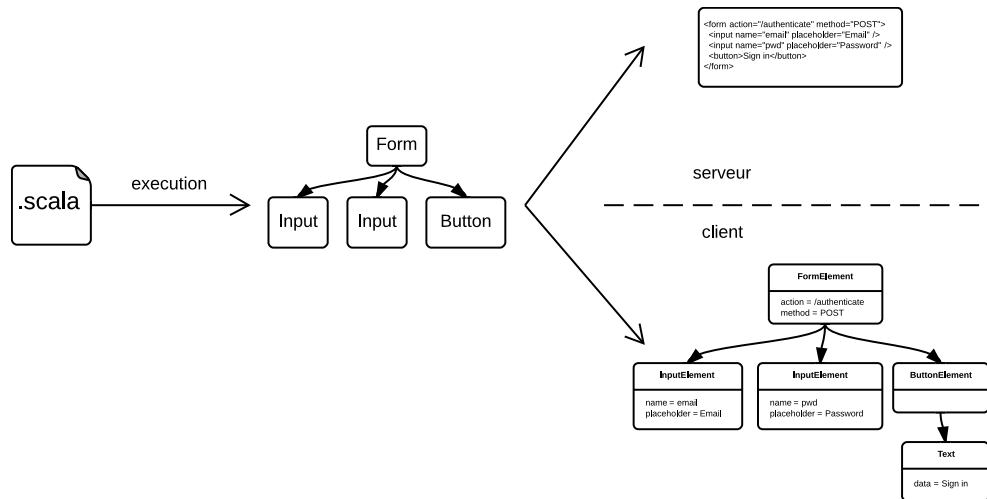 <form action="/authenticate" method="POST">
<input name="email" placeholder="Email" />
<input name="pwd" placeholder="Password" />
<button>Sign in</button>
</form>
.scala
execution
Form
Input
Input
Button
serveur
client
FormElement
action = /authenticate
method = POST
InputElement
name = email
placeholder = Email
InputElement
name = pwd
placeholder = Password
ButtonElement
Text
data = Sign in